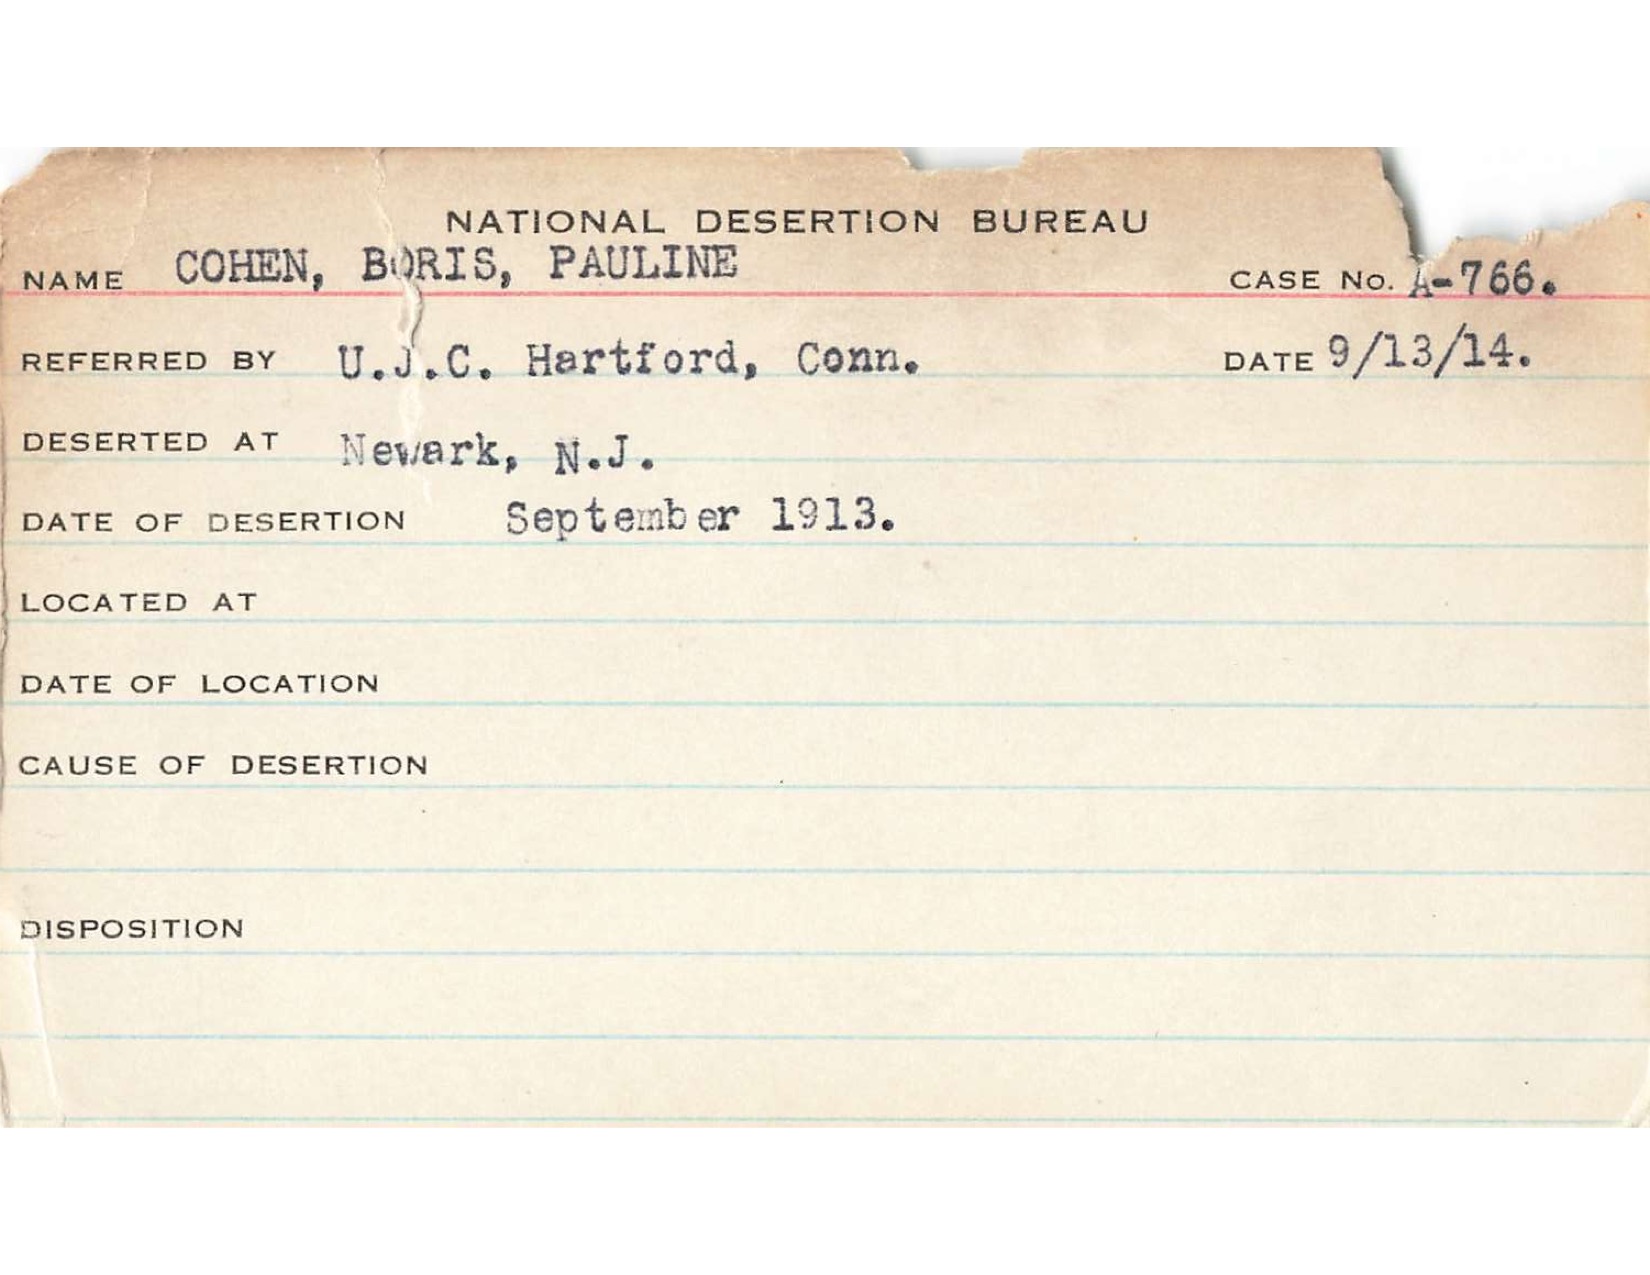 NATIONAL DESERTION BUREAU
NAME COHEN, BORIS, PAULINE CASE No. A-766.
REFERRED BY U.J.C. Hartford, Conn. DATE 9/13/14.
DESERTED AT Newark, N.J.
DATE OF DESERTION September 1913.
LOCATED AT
DATE OF LOCATION
CAUSE OF DESERTION
DISPOSITION